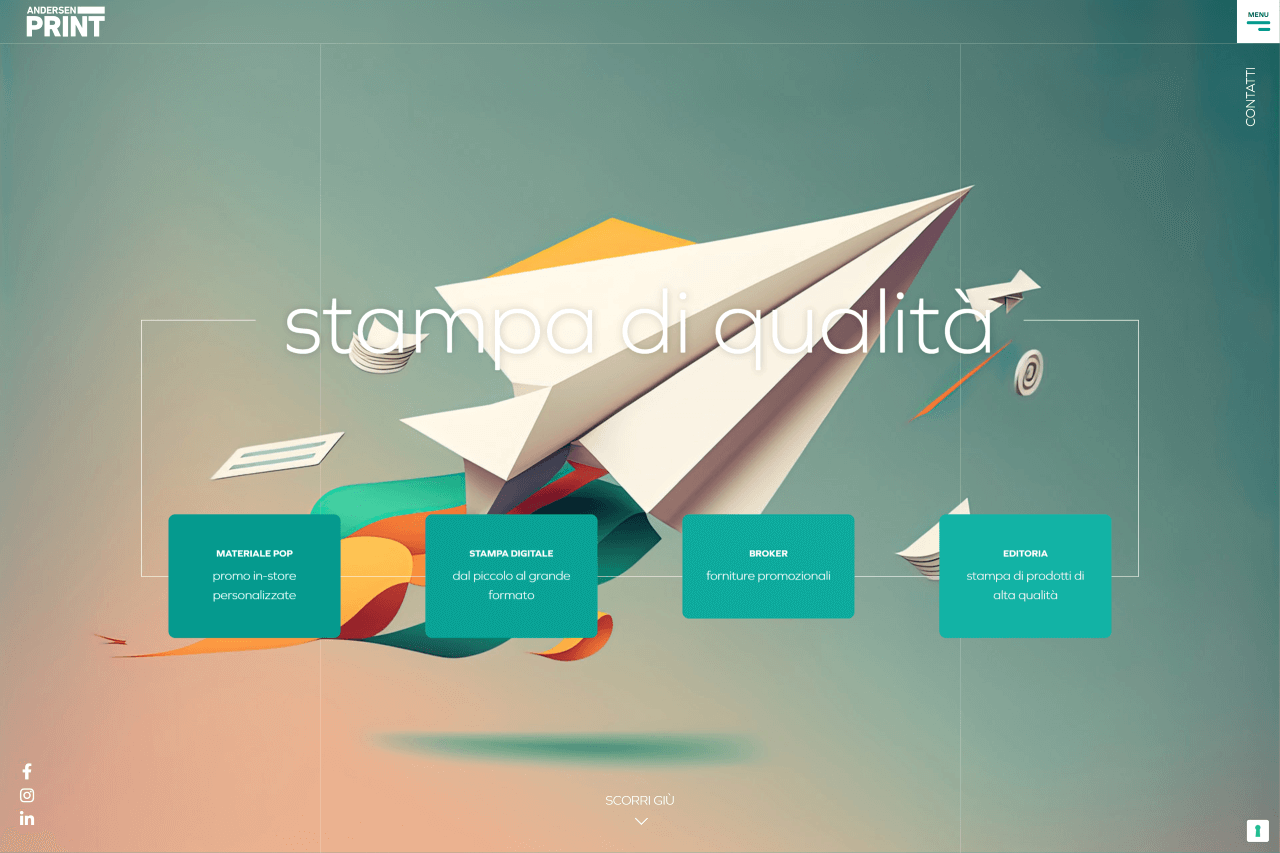 ANDERSEN
PRINT
MENU
CONTATTI
stampa di qualità
MATERIALE POP
promo in-store
personalizzate
STAMPA DIGITALE
dal piccolo al grande
formato
BROKER
forniture promozionali
EDITORIA
stampa di prodotti di
alta qualità
SCORRI GIÙ